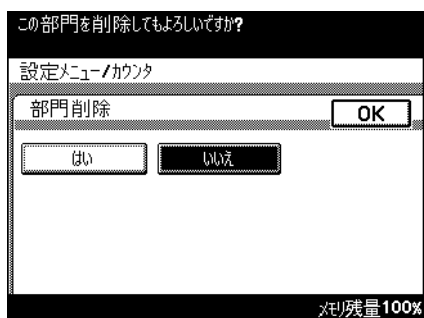 この部門を削除してもよろしいですか?
設定メニュー/カウンタ
部門削除
OK
はい
いいえ
メモリ残量100%